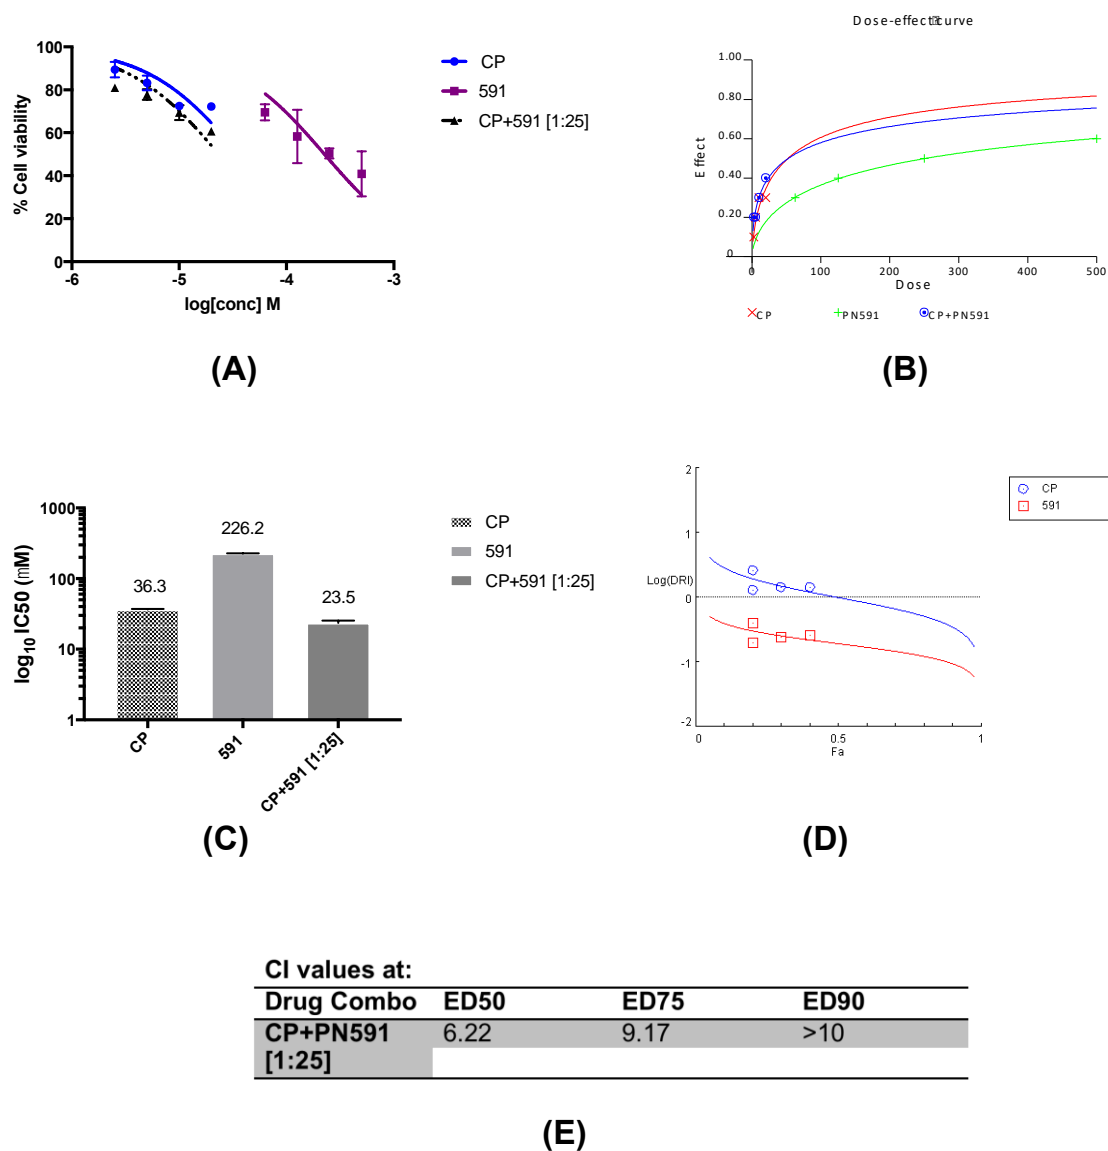 100
80
60
40
20
0
-6
-5
-4
-3
% Cell viability
log[conc] M
CP
591
CP+591 [1:25]
(A)
Dose-effect curve
1.00
0.80
0.60
0.40
0.20
0
0
100
200
300
400
500
Effect
Dose
CP
PN591
CP+PN591
(B)
1000
100
10
1
log10 IC50 (mM)
36.3
226.2
23.5
CP
591
CP+591 [1:25]
CP
591
CP+591 [1:25]
(C)
2
1
Log(DRI)
0
-1
-2
0
0.5
1
Fa
CP
591
(D)
CI values at:
Drug Combo ED50 ED75 ED90
CP+PN591 6.22 9.17 >10
[1:25]
(E)